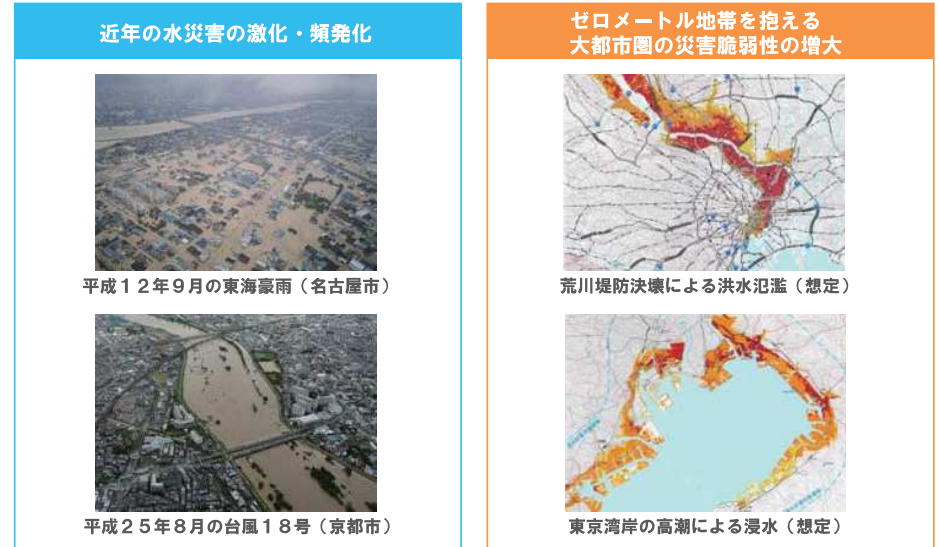 近年の水災害の激化・頻発化
平成１２年９月の東海豪雨（名古屋市）
平成２５年８月の台風１８号（京都市）
ゼロメートル地帯を抱える
大都市圏の災害脆弱性の増大
荒川堤防決壊による洪水氾濫（想定）
東京湾岸の高潮による浸水（想定）